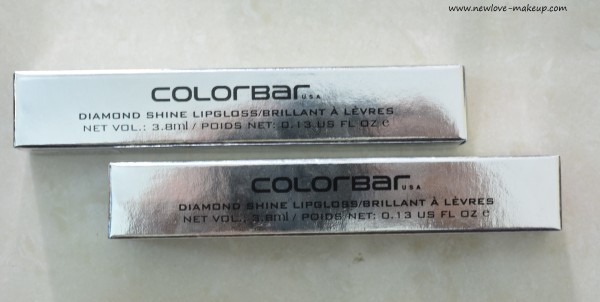 www.newlove-makeup.com
COLORBAR USA
DIAMOND SHINE LIPGLOSS/BRILLANT À LÈVRES
NET VOL.: 3.8ml / POIDS NET: 0.13 US FL OZ e
COLORBAR USA
DIAMOND SHINE LIPGLOSS/BRILLANT À LÈVRES
NET VOL.: 3.8ml / POIDS NET: 0.13 US FL OZ e